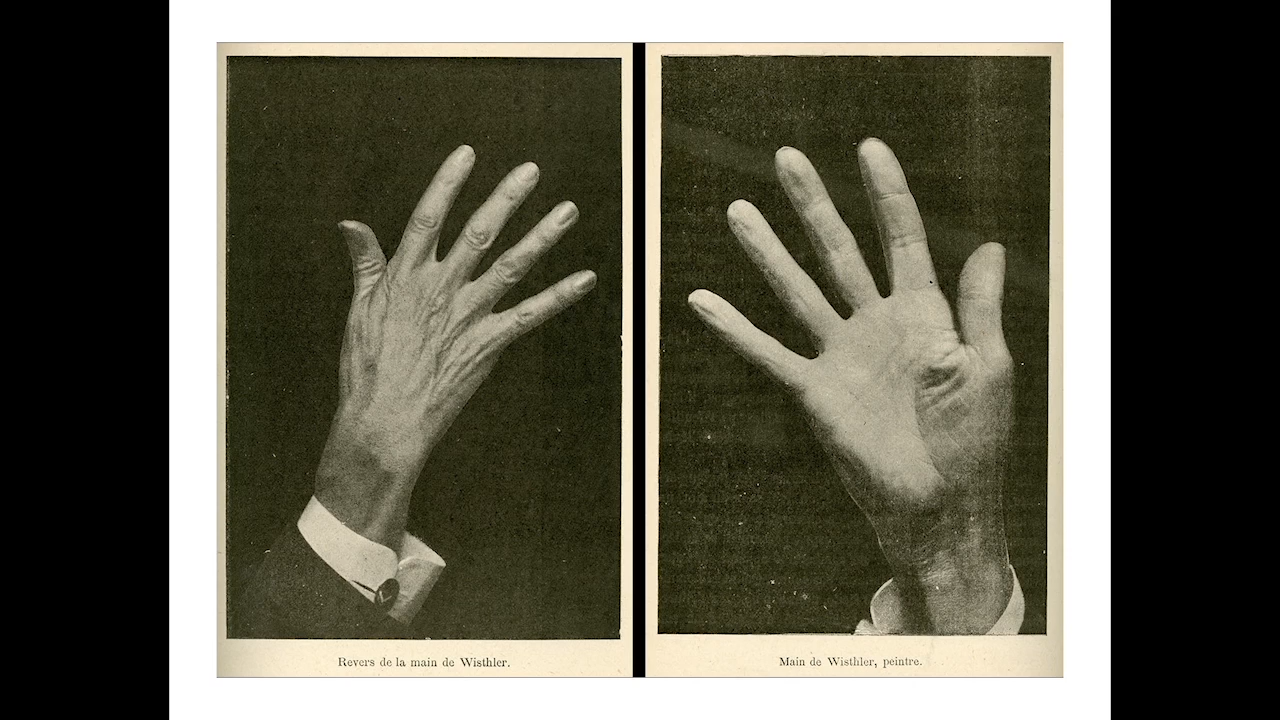 Revers de la main de Wisthler.
Main de Wisthler, peintre.